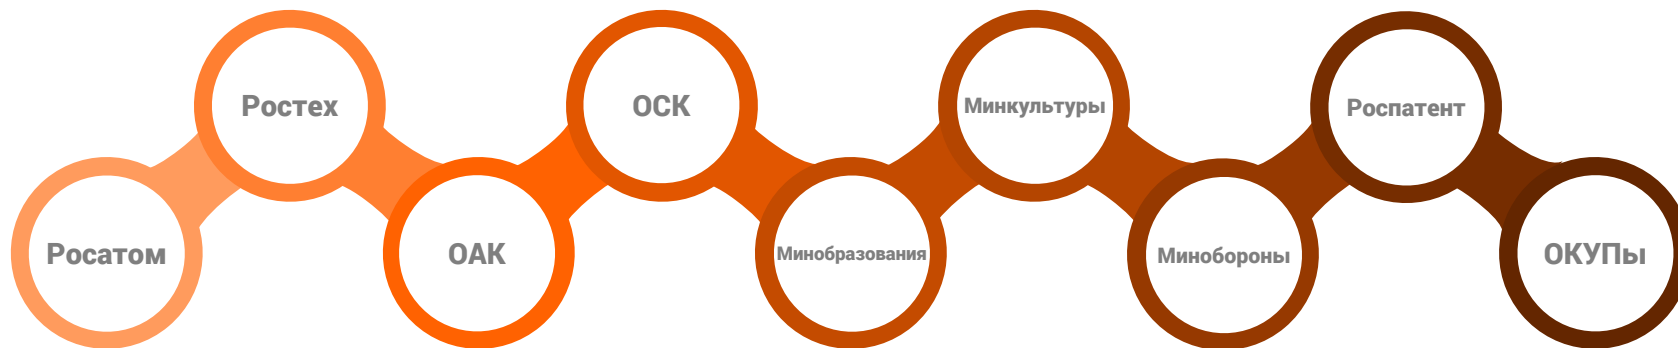 Росатом
Ростех
ОАК
ОСК
Минобразования
Минкультуры
Минобороны
Роспатент
ОКУПы